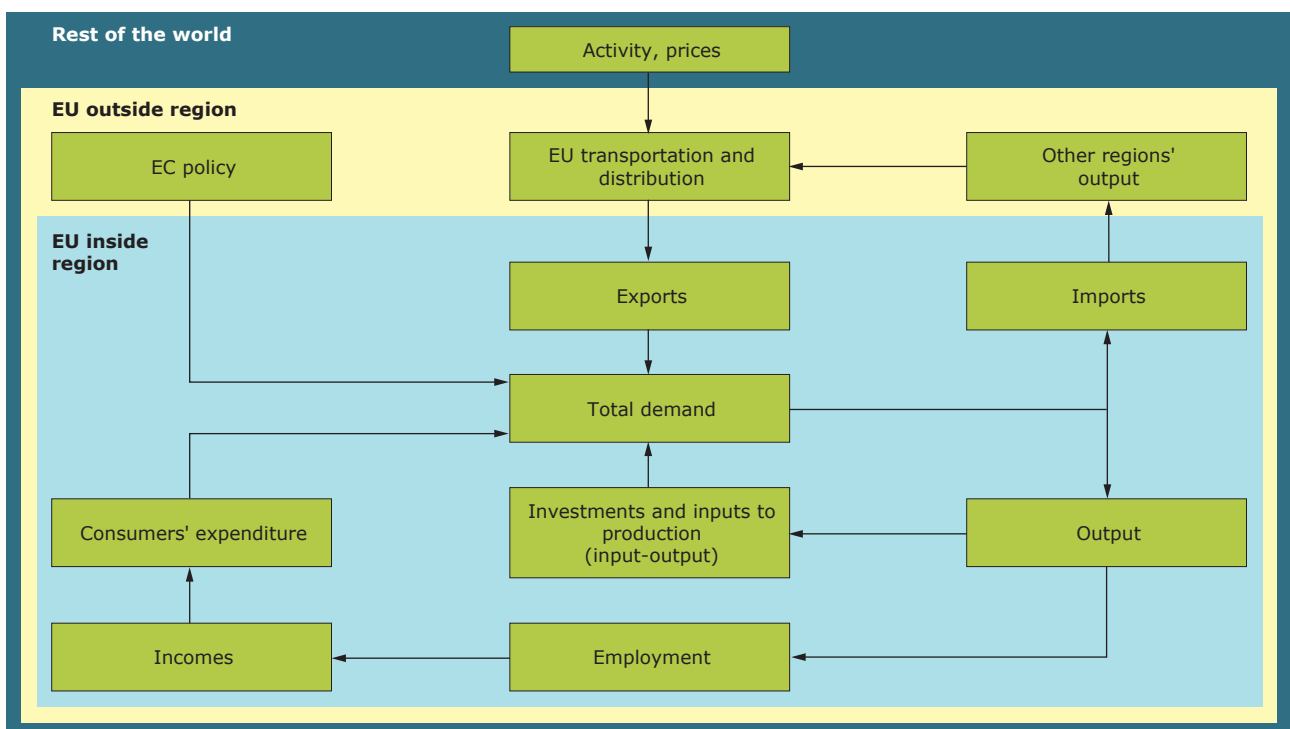 Rest of the world
Activity, prices
EU outside region
EC policy
EU transportation and
distribution
Other regions'
output
EU inside
region
Exports
Imports
Total demand
Consumers' expenditure
Investments and inputs to
production
(input-output)
Output
Incomes
Employment